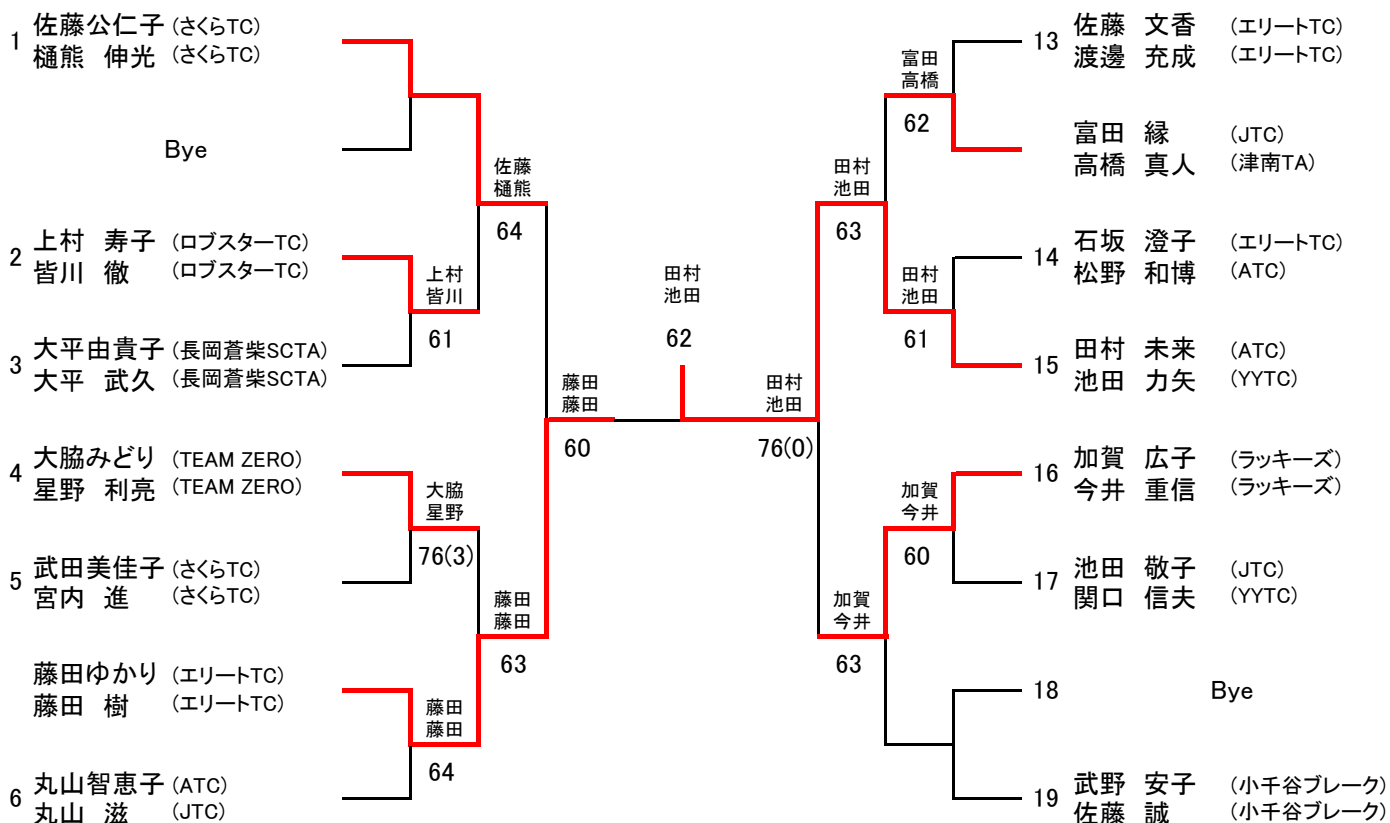 1 佐藤公仁子 (さくらTC)
樋熊 伸光 (さくらTC)
Bye
2 上村 寿子 (ロブスターTC)
皆川 徹 (ロブスターTC)
3 大平由貴子 (長岡蒼柴SCTA)
大平 武久 (長岡蒼柴SCTA)
4 大脇みどり (TEAM ZERO)
星野 利亮 (TEAM ZERO)
5 武田美佳子 (さくらTC)
宮内 進 (さくらTC)
藤田ゆかり (エリートTC)
藤田 樹 (エリートTC)
6 丸山智恵子 (ATC)
丸山 滋 (JTC)
上村
皆川
61
大脇
星野
76(3)
藤田
藤田
64
佐藤
樋熊
64
藤田
藤田
63
藤田
藤田
60
田村
池田
62
田村
池田
76(0)
田村
池田
63
加賀
今井
63
富田
高橋
62
田村
池田
61
加賀
今井
60
13 佐藤 文香 (エリートTC)
渡邊 充成 (エリートTC)
富田 縁 (JTC)
高橋 真人 (津南TA)
14 石坂 澄子 (エリートTC)
松野 和博 (ATC)
15 田村 未来 (ATC)
池田 力矢 (YYTC)
16 加賀 広子 (ラッキーズ)
今井 重信 (ラッキーズ)
17 池田 敬子 (JTC)
関口 信夫 (YYTC)
18 Bye
19 武野 安子 (小千谷ブレーク)
佐藤 誠 (小千谷ブレーク)